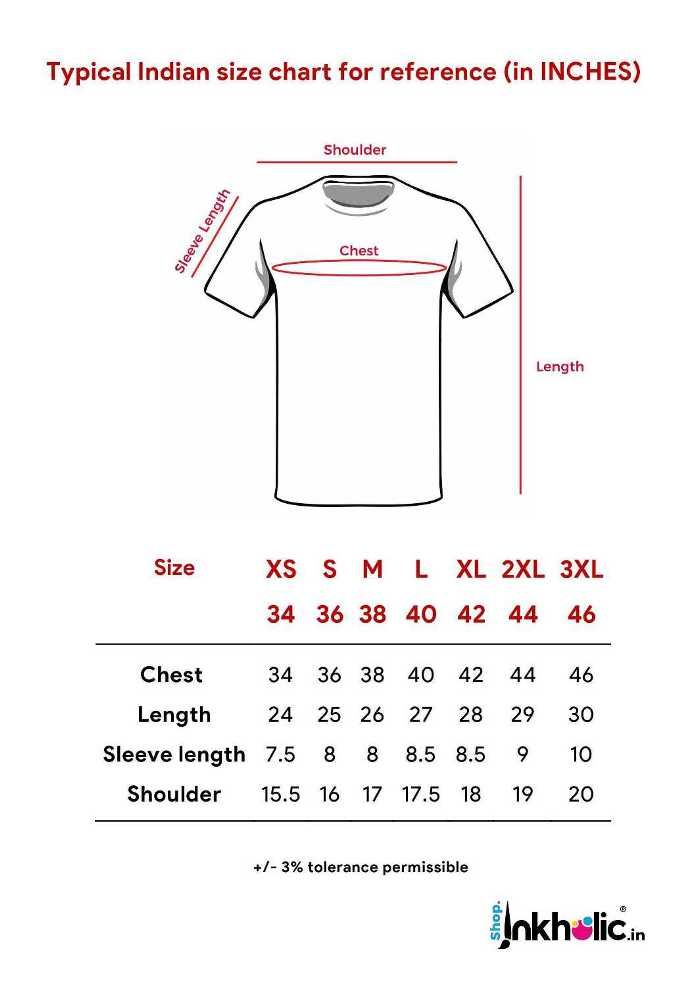 Typical Indian size chart for reference (in INCHES)
Shoulder
Sleeve Length
Chest
Length
Size XS S M L XL 2XL 3XL
34 36 38 40 42 44 46
Chest 34 36 38 40 42 44 46
Length 24 25 26 27 28 29 30
Sleeve length 7.5 8 8 8.5 8.5 9 10
Shoulder 15.5 16 17 17.5 18 19 20
+/- 3% tolerance permissible
Shop.
Inkholic.in®